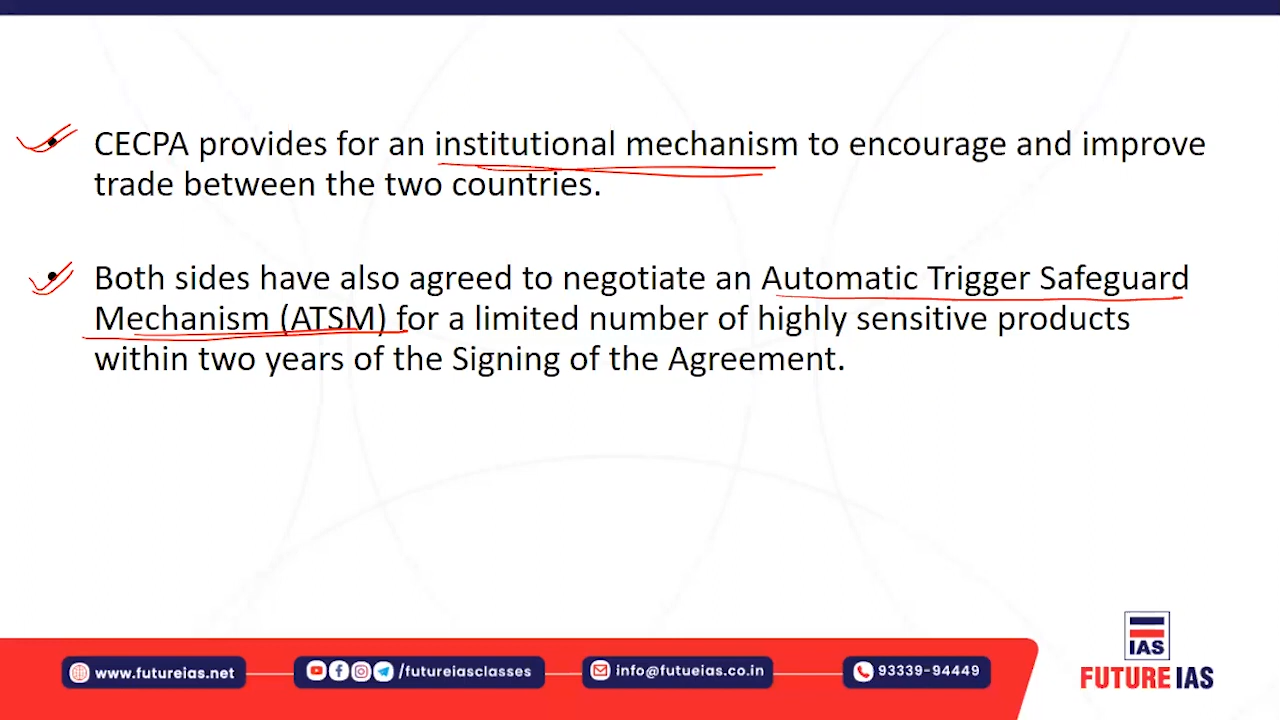 CECPA provides for an institutional mechanism to encourage and improve
trade between the two countries.
Both sides have also agreed to negotiate an Automatic Trigger Safeguard
Mechanism (ATSM) for a limited number of highly sensitive products
within two years of the Signing of the Agreement.
IAS
www.futureias.net
/futureiasclasses
info@futueias.co.in
93339-94449
FUTURE IAS